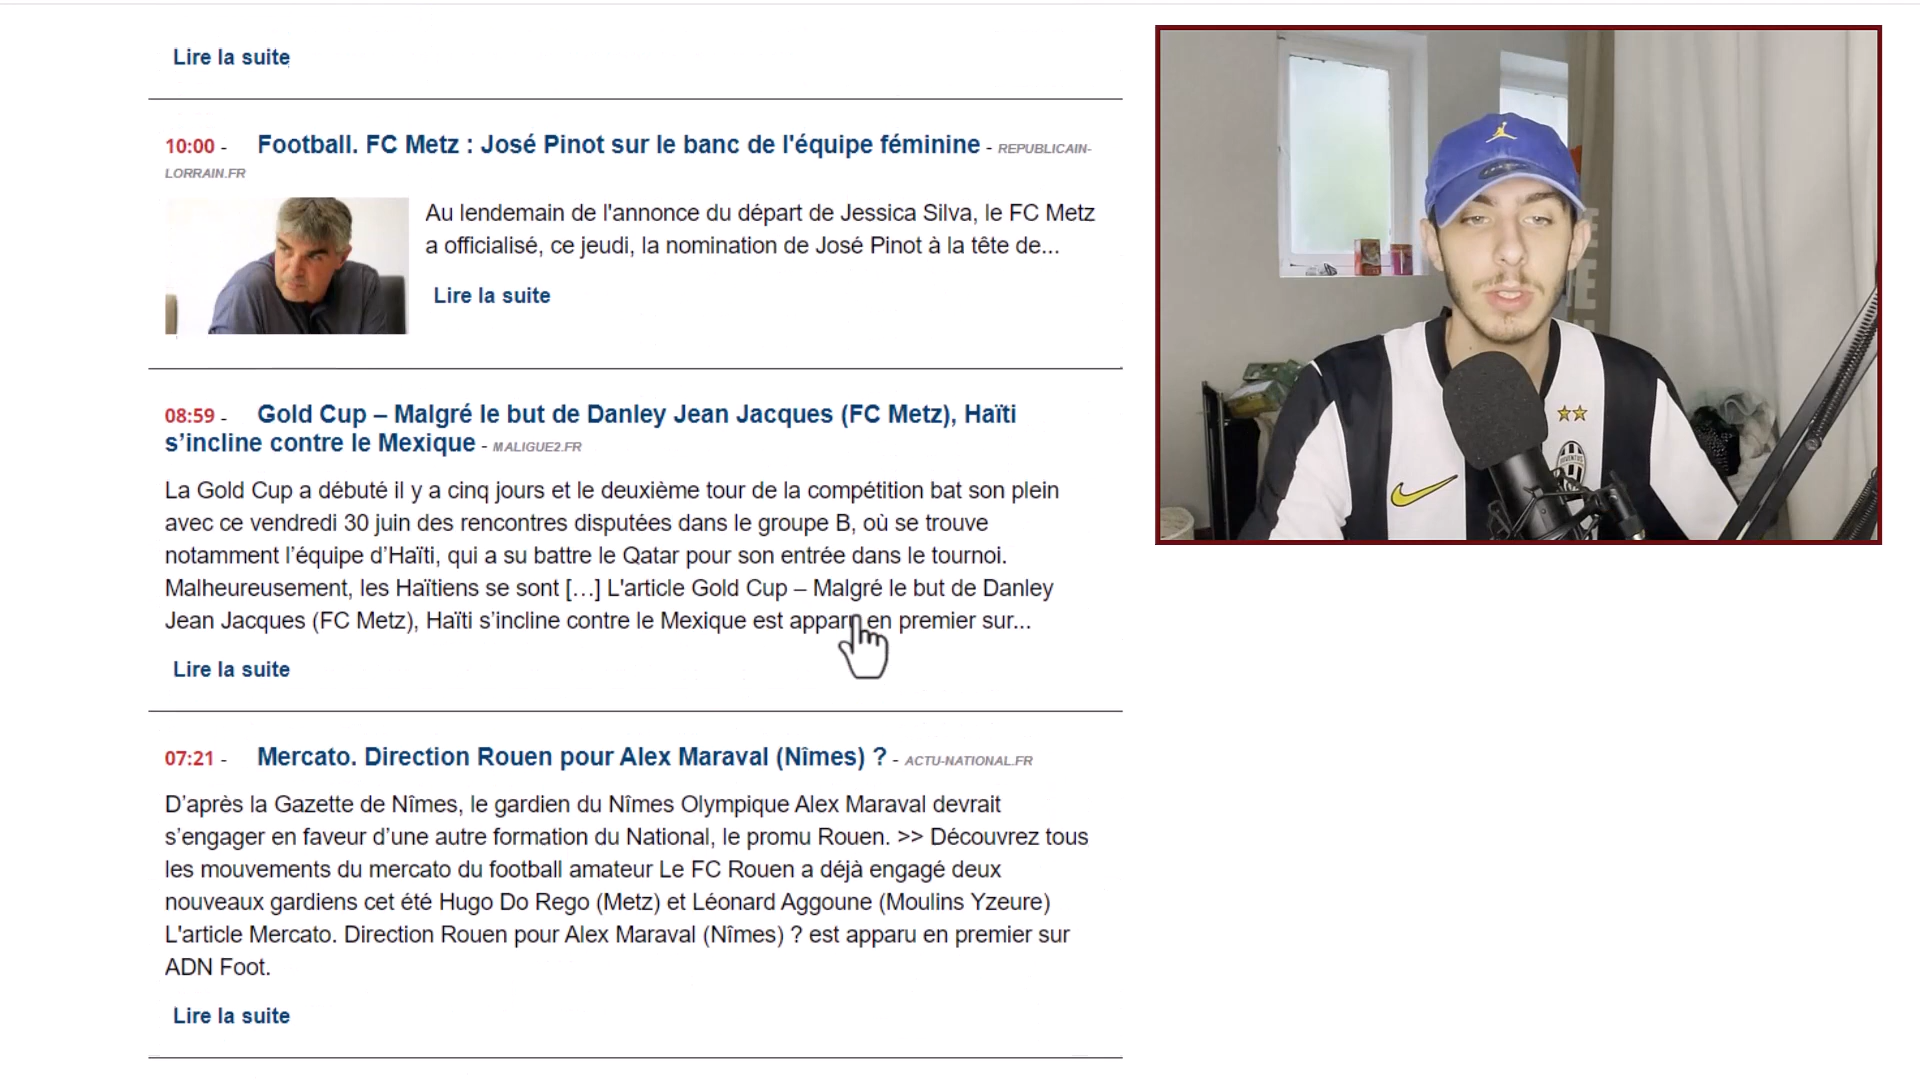 Lire la suite
10:00 - Football. FC Metz : José Pinot sur le banc de l'équipe féminine - REPUBLICAIN-
LORRAIN.FR
Au lendemain de l'annonce du départ de Jessica Silva, le FC Metz
a officialisé, ce jeudi, la nomination de José Pinot à la tête de...
Lire la suite
08:59 - Gold Cup – Malgré le but de Danley Jean Jacques (FC Metz), Haïti
s’incline contre le Mexique - MALIGUE2.FR
La Gold Cup a débuté il y a cinq jours et le deuxième tour de la compétition bat son plein
avec ce vendredi 30 juin des rencontres disputées dans le groupe B, où se trouve
notamment l’équipe d’Haïti, qui a su battre le Qatar pour son entrée dans le tournoi.
Malheureusement, les Haïtiens se sont […] L'article Gold Cup – Malgré le but de Danley
Jean Jacques (FC Metz), Haïti s’incline contre le Mexique est apparu en premier sur...
Lire la suite
07:21 - Mercato. Direction Rouen pour Alex Maraval (Nîmes) ? - ACTU-NATIONAL.FR
D’après la Gazette de Nîmes, le gardien du Nîmes Olympique Alex Maraval devrait
s’engager en faveur d’une autre formation du National, le promu Rouen. >> Découvrez tous
les mouvements du mercato du football amateur Le FC Rouen a déjà engagé deux
nouveaux gardiens cet été Hugo Do Rego (Metz) et Léonard Aggoune (Moulins Yzeure)
L'article Mercato. Direction Rouen pour Alex Maraval (Nîmes) ? est apparu en premier sur
ADN Foot.
Lire la suite
JUVENTUS